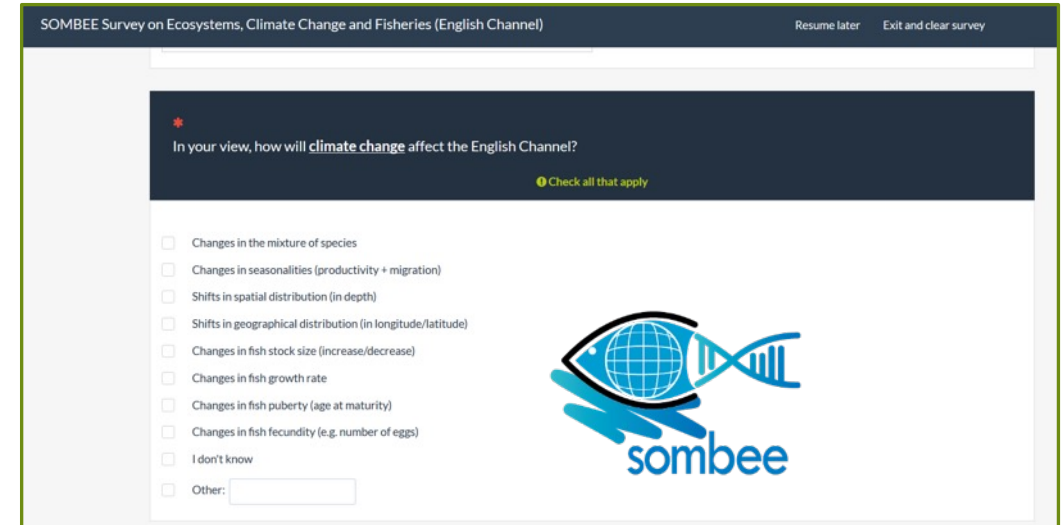 SOMBEE Survey on Ecosystems, Climate Change and Fisheries (English Channel)
Resume later
Exit and clear survey
*
In your view, how will climate change affect the English Channel?
Check all that apply
Changes in the mixture of species
Changes in seasonalities (productivity + migration)
Shifts in spatial distribution (in depth)
Shifts in geographical distribution (in longitude/latitude)
Changes in fish stock size (increase/decrease)
Changes in fish growth rate
Changes in fish puberty (age at maturity)
Changes in fish fecundity (e.g. number of eggs)
I don't know
Other:
sombee